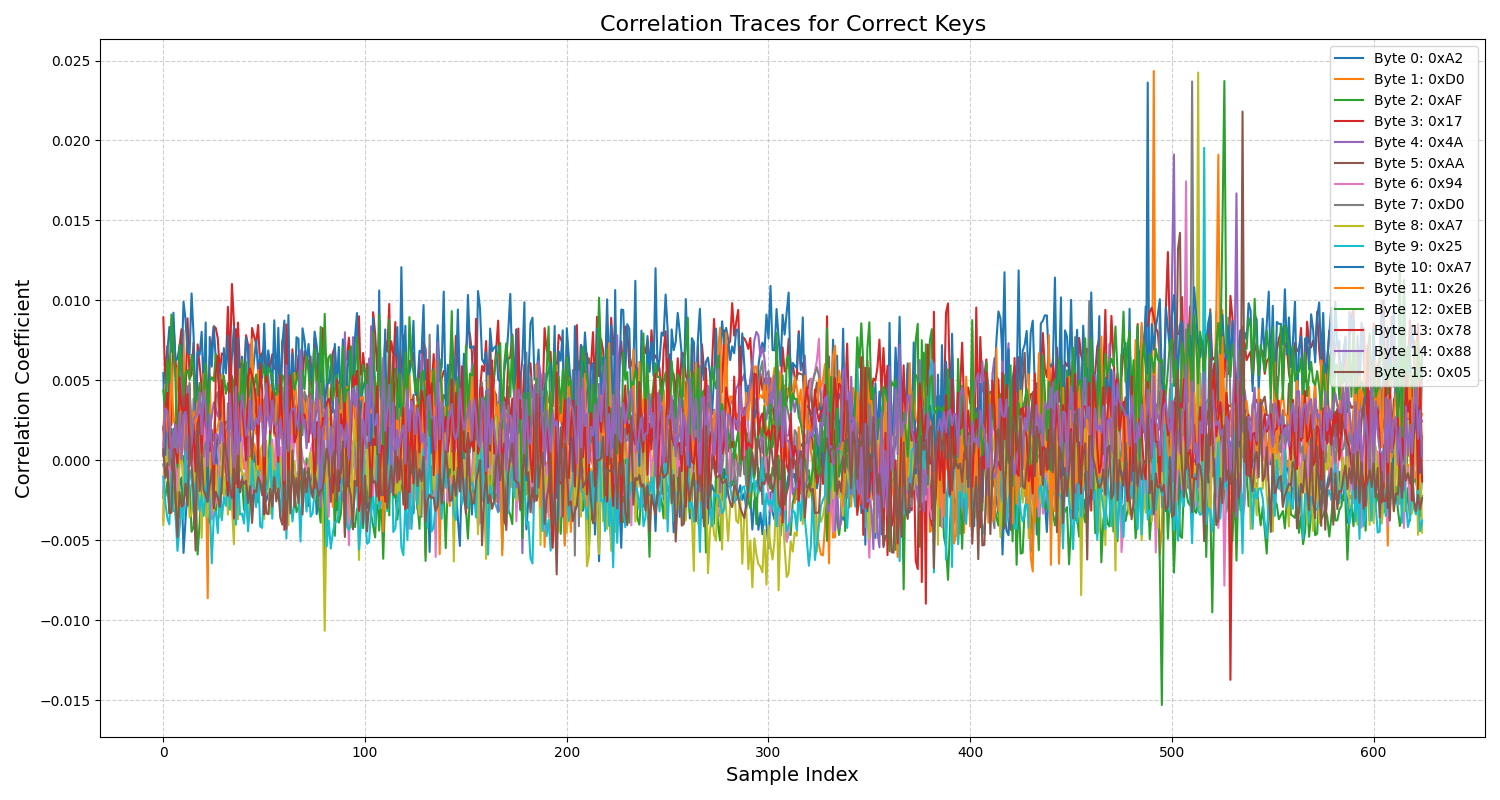 Correlation Traces for Correct Keys
Correlation Coefficient
0.025
0.020
0.015
0.010
0.005
0.000
−0.005
−0.010
−0.015
0 100 200 300 400 500 600
Sample Index
Byte 0: 0xA2
Byte 1: 0xD0
Byte 2: 0xAF
Byte 3: 0x17
Byte 4: 0x4A
Byte 5: 0xAA
Byte 6: 0x94
Byte 7: 0xD0
Byte 8: 0xA7
Byte 9: 0x25
Byte 10: 0xA7
Byte 11: 0x26
Byte 12: 0xEB
Byte 13: 0x78
Byte 14: 0x88
Byte 15: 0x05